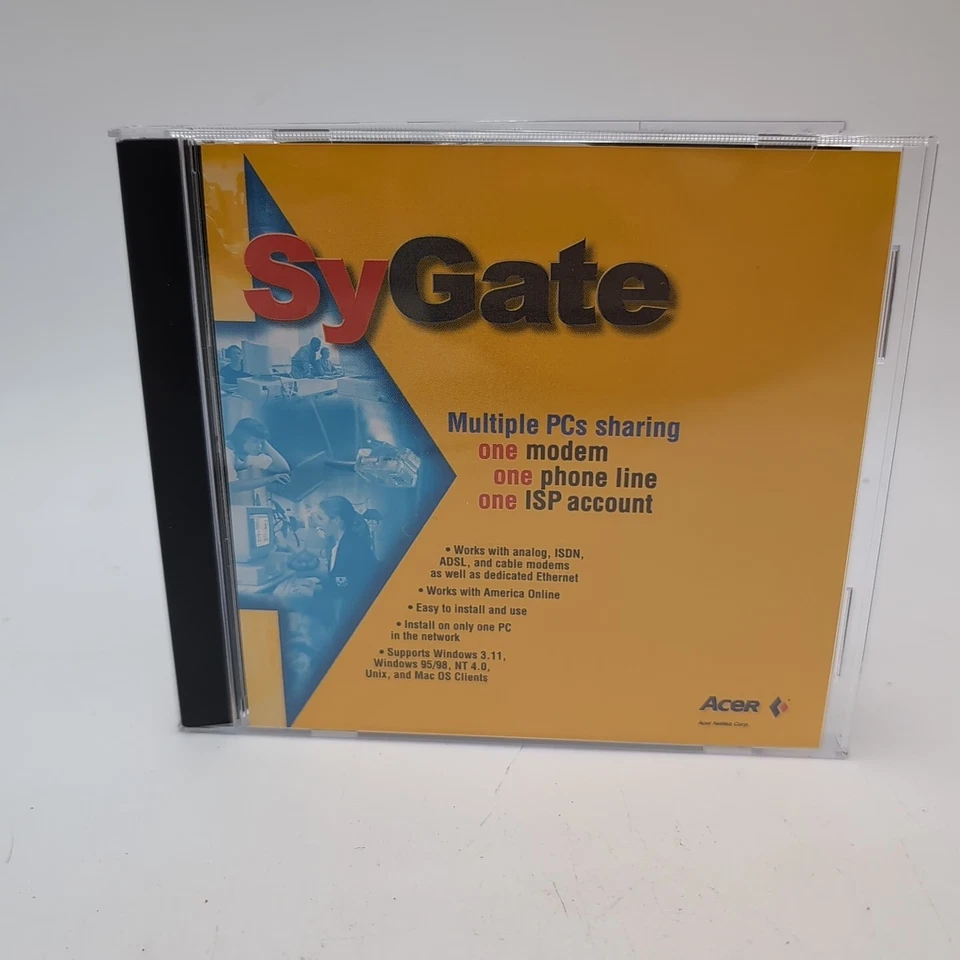 SyGate
Multiple PCs sharing
one modem
one phone line
one ISP account
• Works with analog, ISDN,
ADSL, and cable modems
as well as dedicated Ethernet
• Works with America Online
• Easy to install and use
• Install on only one PC
in the network
• Supports Windows 3.11,
Windows 95/98, NT 4.0,
Unix, and Mac OS Clients
Acer
Acer Netxus Corp.